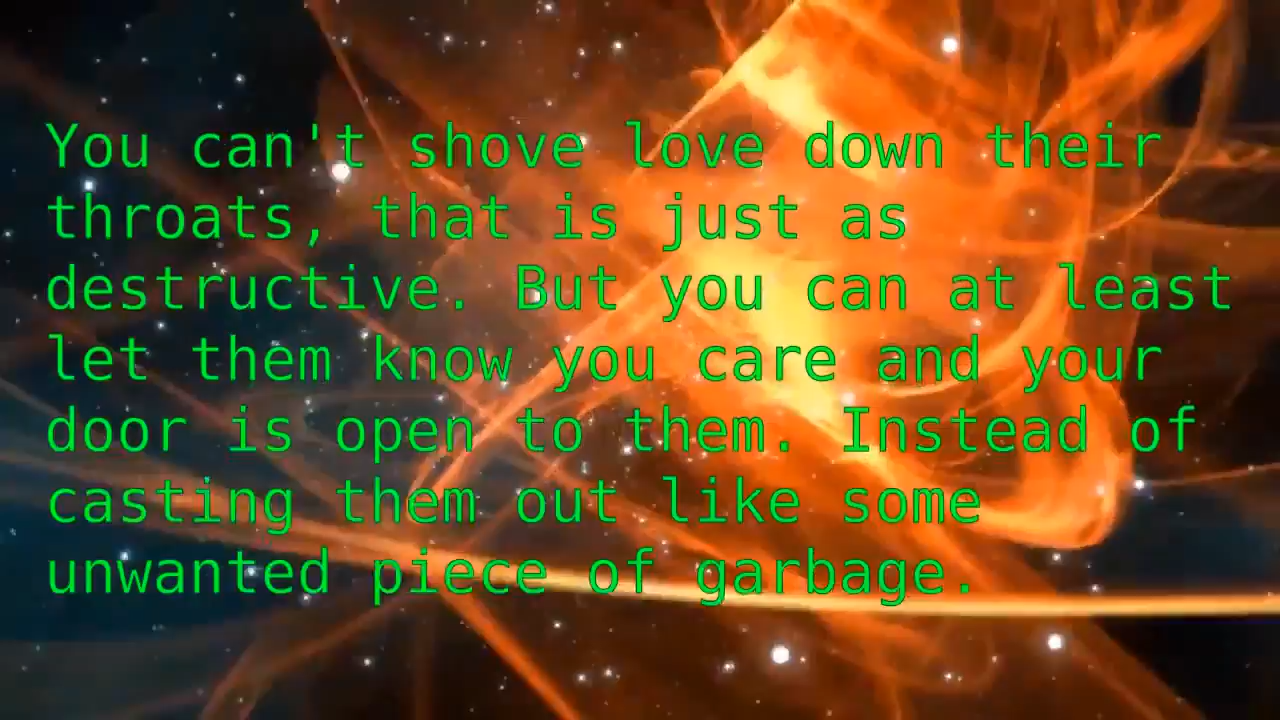 You can't shove love down their
throats, that is just as
destructive. But you can at least
let them know you care and your
door is open to them. Instead of
casting them out like some
unwanted piece of garbage.